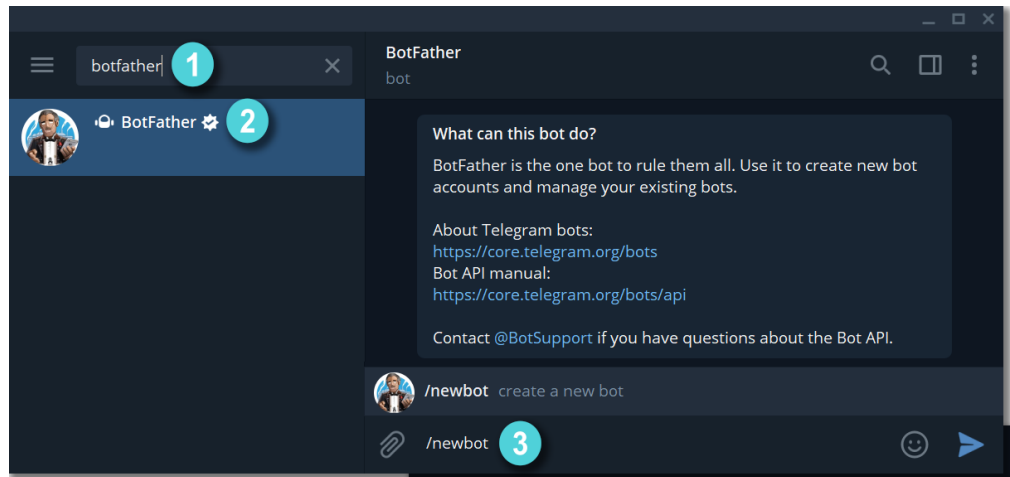 botfather
1
BotFather
2
BotFather
bot
What can this bot do?
BotFather is the one bot to rule them all. Use it to create new bot
accounts and manage your existing bots.
About Telegram bots:
https://core.telegram.org/bots
Bot API manual:
https://core.telegram.org/bots/api
Contact @BotSupport if you have questions about the Bot API.
/newbot create a new bot
/newbot
3